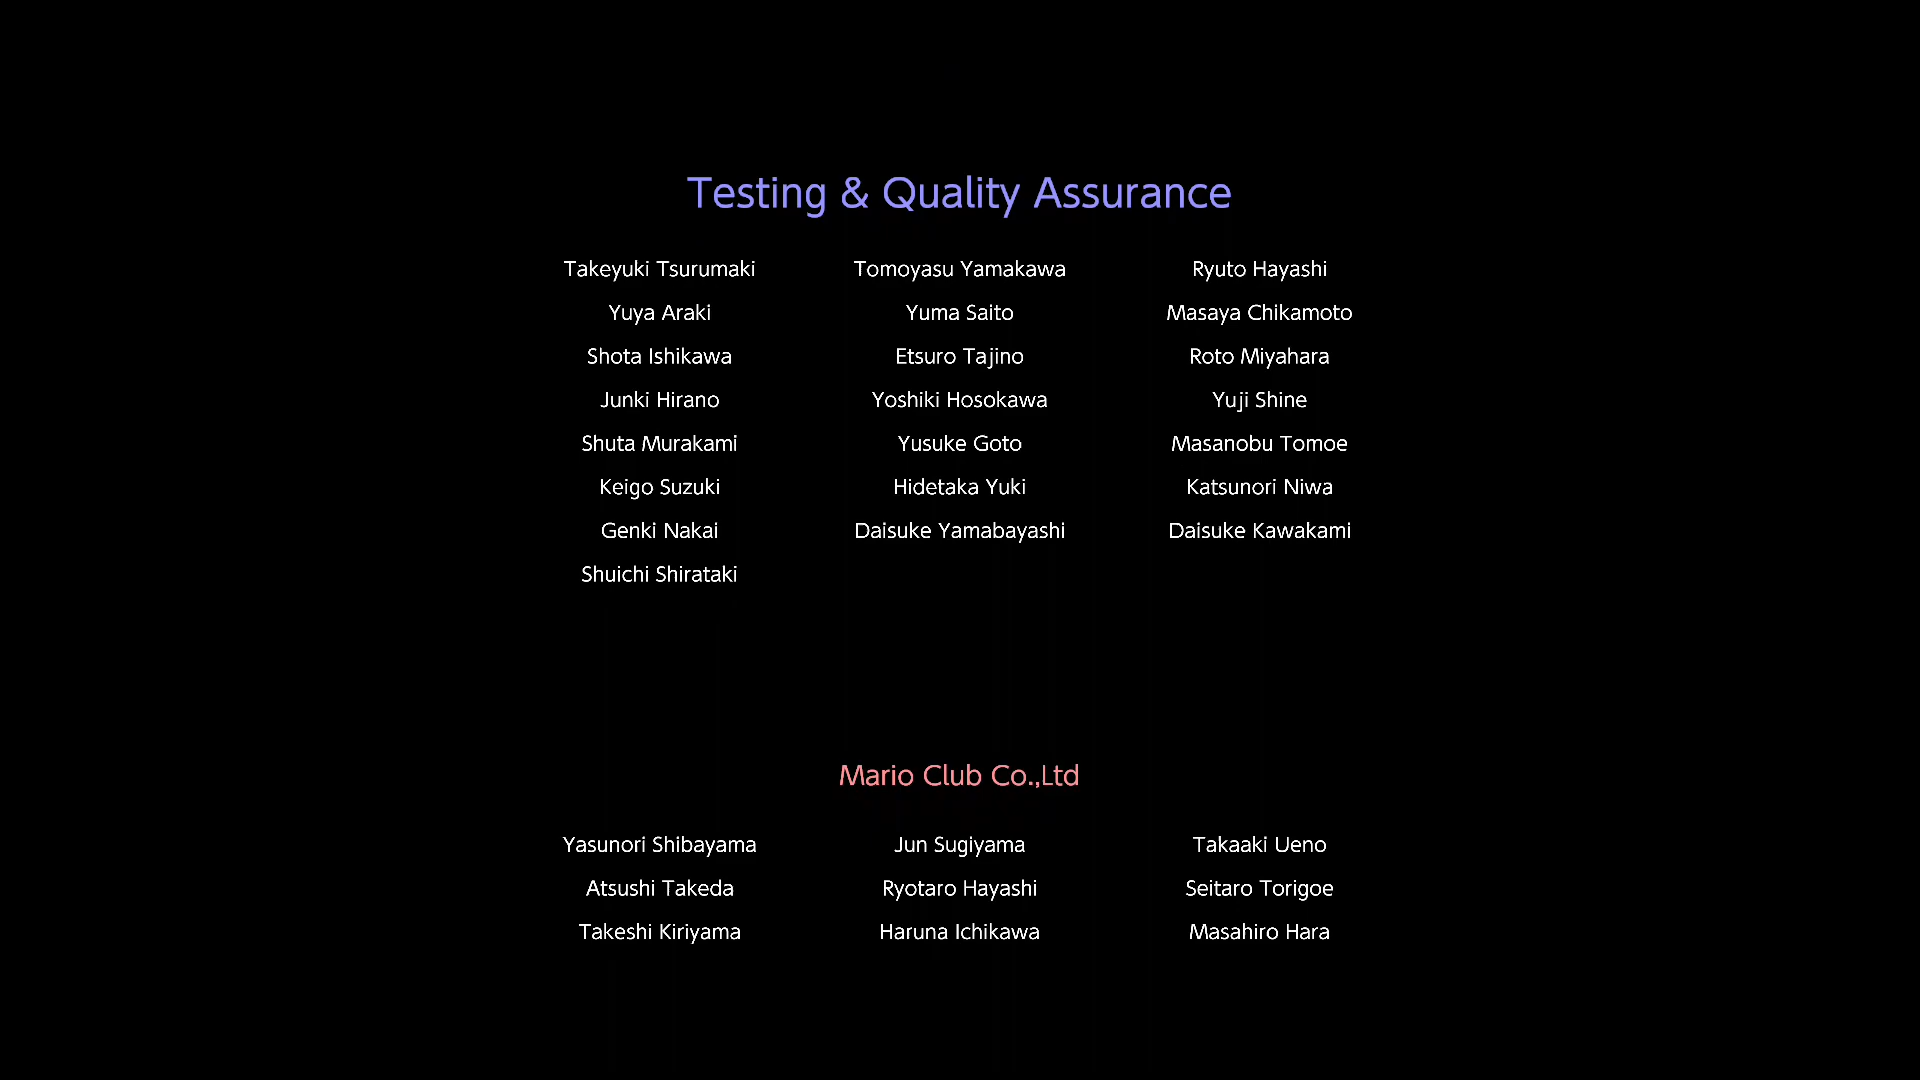 Testing & Quality Assurance
Takeyuki Tsurumaki Tomoyasu Yamakawa Ryuto Hayashi
Yuya Araki Yuma Saito Masaya Chikamoto
Shota Ishikawa Etsuro Tajino Roto Miyahara
Junki Hirano Yoshiki Hosokawa Yuji Shine
Shuta Murakami Yusuke Goto Masanobu Tomoe
Keigo Suzuki Hidetaka Yuki Katsunori Niwa
Genki Nakai Daisuke Yamabayashi Daisuke Kawakami
Shuichi Shirataki
Mario Club Co.,Ltd
Yasunori Shibayama Jun Sugiyama Takaaki Ueno
Atsushi Takeda Ryotaro Hayashi Seitaro Torigoe
Takeshi Kiriyama Haruna Ichikawa Masahiro Hara